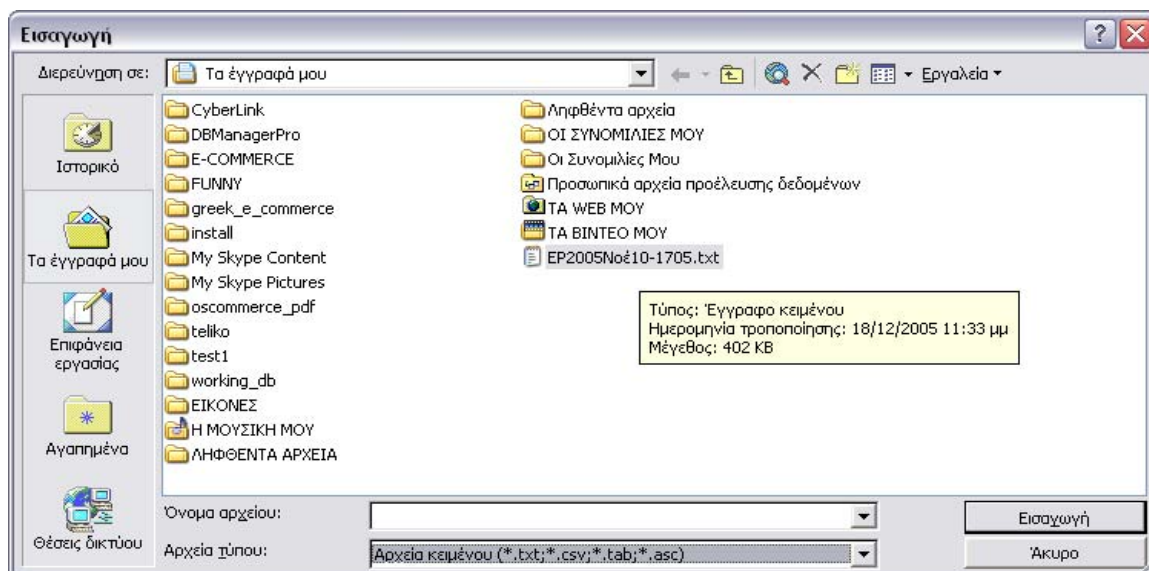 Εισαγωγή
Διερεύνηση σε:
Τα έγγραφά μου
Εργαλεία
Ιστορικό
Τα έγγραφά μου
Επιφάνεια
εργασίας
Αγαπημένα
Θέσεις δικτύου
CyberLink
DBManagerPro
E-COMMERCE
FUNNY
greek_e_commerce
install
My Skype Content
My Skype Pictures
oscommerce_pdf
teliko
test1
working_db
ΕΙΚΟΝΕΣ
Η ΜΟΥΣΙΚΗ ΜΟΥ
ΛΗΦΘΕΝΤΑ ΑΡΧΕΙΑ
Ληφθέντα αρχεία
ΟΙ ΣΥΝΟΜΙΛΙΕΣ ΜΟΥ
Οι Συνομιλίες Μου
Προσωπικά αρχεία προέλευσης δεδομένων
ΤΑ WEB ΜΟΥ
ΤΑ ΒΙΝΤΕΟ ΜΟΥ
EP2005Νοέ10-1705.txt
Τύπος: Έγγραφο κειμένου
Ημερομηνία τροποποίησης: 18/12/2005 11:33 μμ
Μέγεθος: 402 KB
Όνομα αρχείου:
Εισαγωγή
Αρχεία τύπου:
Αρχεία κειμένου (*.txt;*.csv;*.tab;*.asc)
Άκυρο